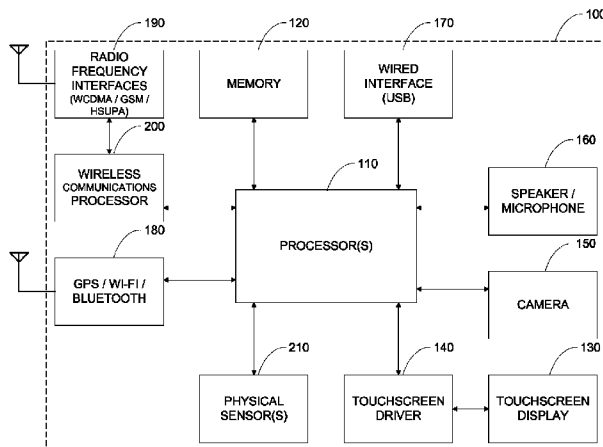 190
120
170
100
RADIO
FREQUENCY
INTERFACES
(WCDMA / GSM /
HSUPA)
MEMORY
WIRED
INTERFACE
(USB)
200
110
160
WIRELESS
COMMUNICATIONS
PROCESSOR
PROCESSOR(S)
SPEAKER /
MICROPHONE
180
150
GPS / WI-FI /
BLUETOOTH
CAMERA
210
140
130
PHYSICAL
SENSOR(S)
TOUCHSCREEN
DRIVER
TOUCHSCREEN
DISPLAY